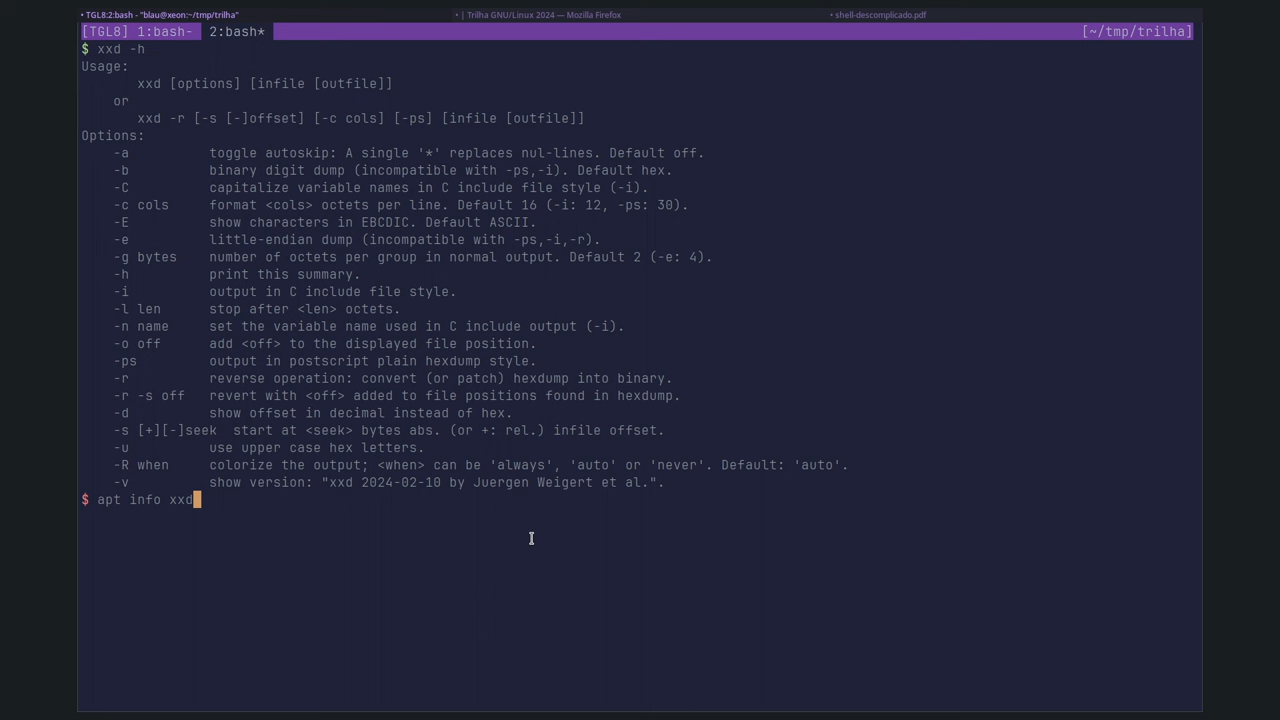 • TGL8:2:bash - "blau@xeon:~/tmp/trilha"
• | Trilha GNU/Linux 2024 — Mozilla Firefox
• shell-descomplicado.pdf
[TGL8] 1:bash- 2:bash* [~/tmp/trilha]
$ xxd -h
Usage:
       xxd [options] [infile [outfile]]
    or
       xxd -r [-s [-]offset] [-c cols] [-ps] [infile [outfile]]
Options:
    -a          toggle autoskip: A single '*' replaces nul-lines. Default off.
    -b          binary digit dump (incompatible with -ps,-i). Default hex.
    -C          capitalize variable names in C include file style (-i).
    -c cols     format <cols> octets per line. Default 16 (-i: 12, -ps: 30).
    -E          show characters in EBCDIC. Default ASCII.
    -e          little-endian dump (incompatible with -ps,-i,-r).
    -g bytes    number of octets per group in normal output. Default 2 (-e: 4).
    -h          print this summary.
    -i          output in C include file style.
    -l len      stop after <len> octets.
    -n name     set the variable name used in C include output (-i).
    -o off      add <off> to the displayed file position.
    -ps         output in postscript plain hexdump style.
    -r          reverse operation: convert (or patch) hexdump into binary.
    -r -s off   revert with <off> added to file positions found in hexdump.
    -d          show offset in decimal instead of hex.
    -s [+][-]seek  start at <seek> bytes abs. (or +: rel.) infile offset.
    -u          use upper case hex letters.
    -R when     colorize the output; <when> can be 'always', 'auto' or 'never'. Default: 'auto'.
    -v          show version: "xxd 2024-02-10 by Juergen Weigert et al.".
$ apt info xxd